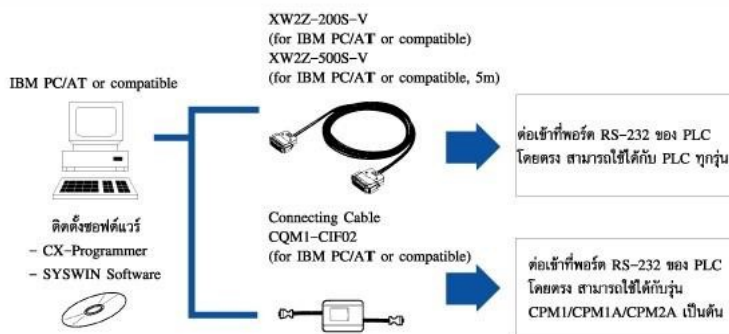 XW2Z-200S-V
(for IBM PC/AT or compatible)
XW2Z-500S-V
(for IBM PC/AT or compatible, 5m)
IBM PC/AT or compatible
ติดตั้งซอฟต์แวร์
- CX-Programmer
- SYSWIN Software
ต่อเข้าที่พอร์ต RS-232 ของ PLC
โดยตรง สามารถใช้ได้กับ PLC ทุกรุ่น
Connecting Cable
CQM1-CIF02
(for IBM PC/AT or compatible)
ต่อเข้าที่พอร์ต RS-232 ของ PLC
โดยตรง สามารถใช้ได้กับรุ่น
CPM1/CPM1A/CPM2A เป็นต้น